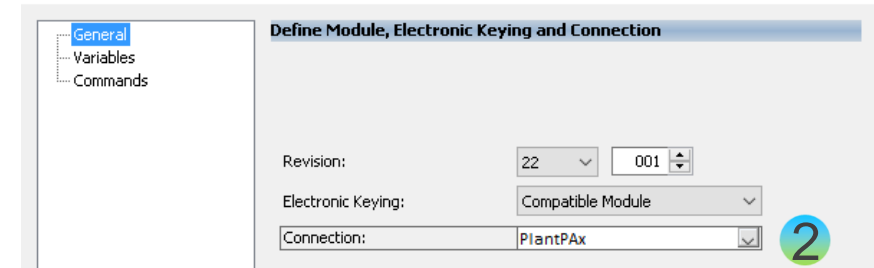 General
Variables
Commands
Define Module, Electronic Keying and Connection
Revision: 22 001
Electronic Keying: Compatible Module
Connection: PlantPAx 2